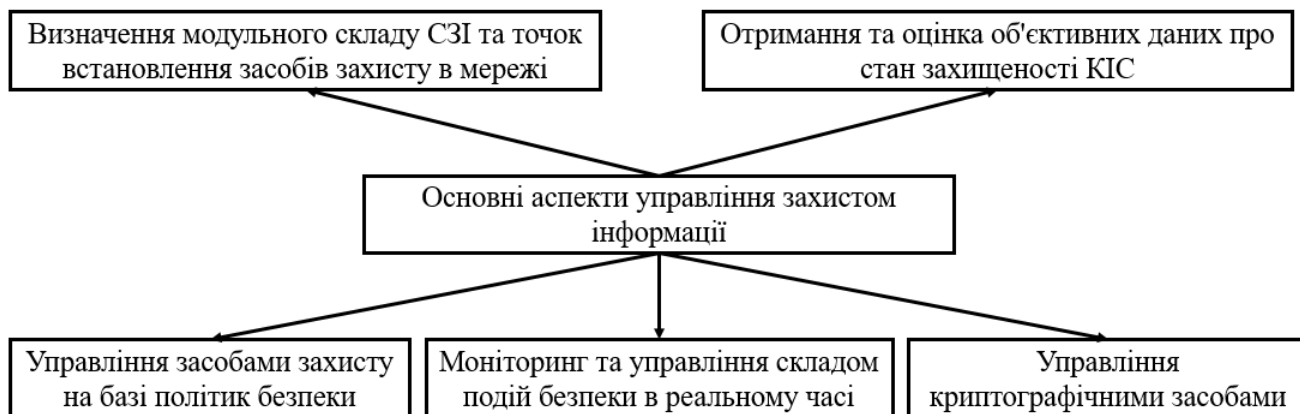 Визначення модульного складу СЗІ та точок
встановлення засобів захисту в мережі
Отримання та оцінка об'єктивних даних про
стан захищеності КІС
Основні аспекти управління захистом
інформації
Управління засобами захисту
на базі політик безпеки
Моніторинг та управління складом
подій безпеки в реальному часі
Управління
криптографічними засобами